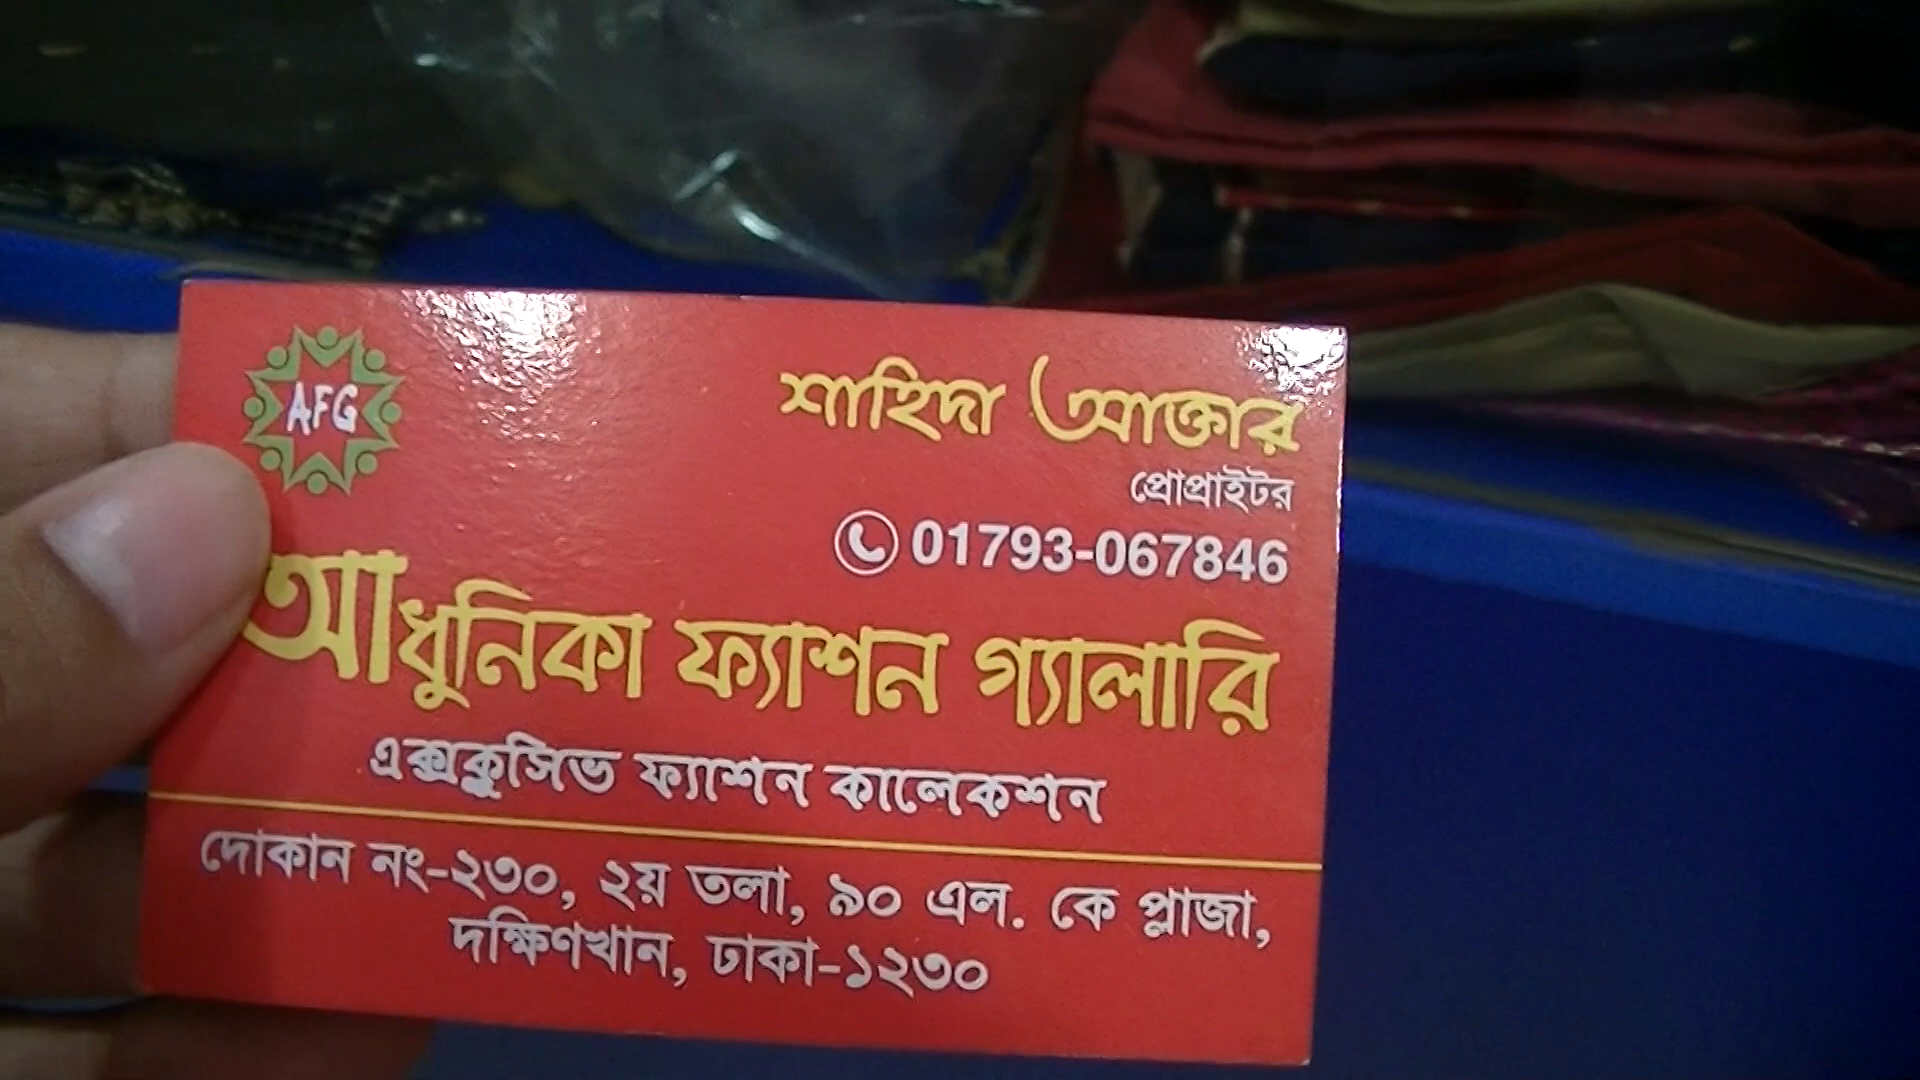 AFG
শাহিদা আক্তার
প্রোপ্রাইটর
01793-067846
আধুনিকা ফ্যাশন গ্যালারি
এক্সক্লুসিভ ফ্যাশন কালেকশন
দোকান নং-২৩০, ২য় তলা, ৯০ এল. কে প্লাজা,
দক্ষিণখান, ঢাকা-১২৩০